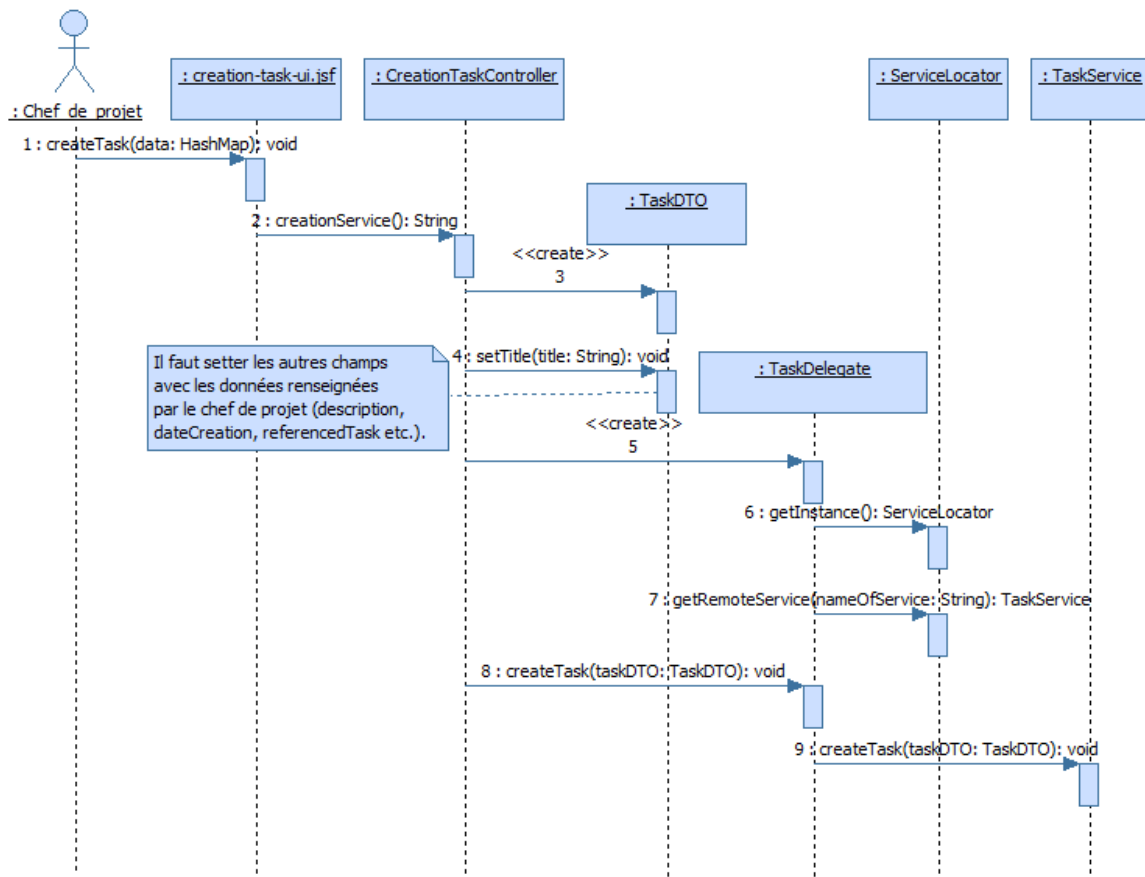 : creation-task-ui.jsf
: CreationTaskController
: ServiceLocator
: TaskService
: Chef de projet
1 : createTask(data: HashMap): void
: TaskDTO
2 : creationService(): String
<<create>>
3
Il faut setter les autres champs
avec les données renseignées
par le chef de projet (description,
dateCreation, referencedTask etc.).
4 : setTitle(title: String): void
: TaskDelegate
<<create>>
5
6 : getInstance(): ServiceLocator
7 : getRemoteService(nameOfService: String): TaskService
8 : createTask(taskDTO: TaskDTO): void
9 : createTask(taskDTO: TaskDTO): void